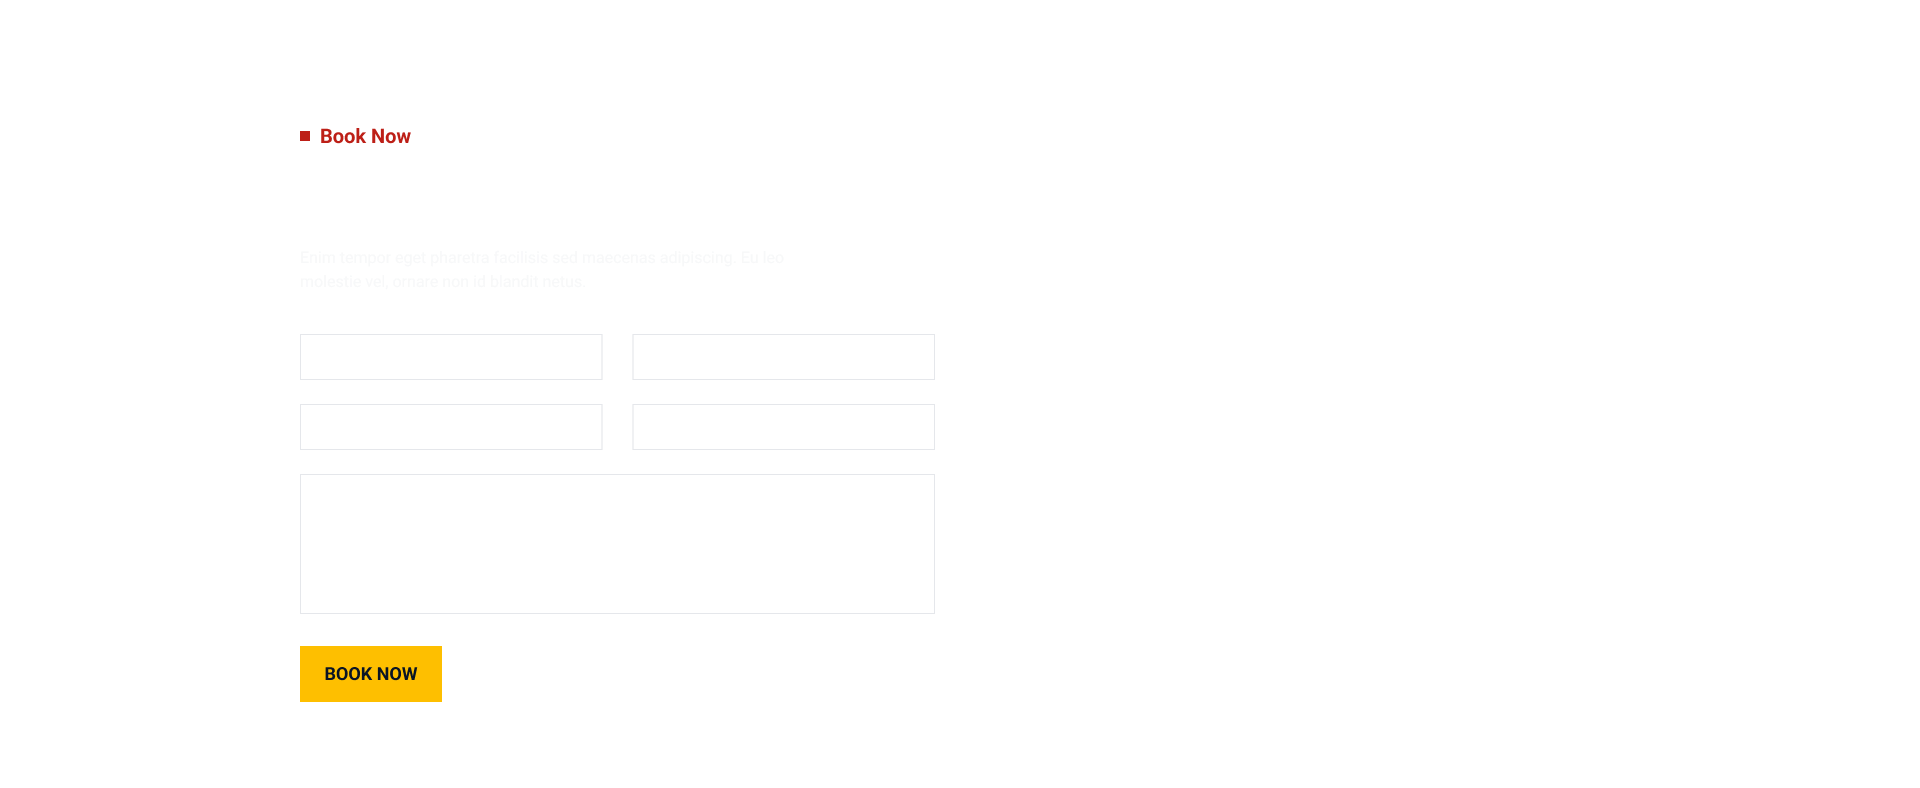 Book Now
Enim tempor eget pharetra facilisis sed maecenas adipiscing. Eu leo
molestie vel, ornare non id blandit netus.
BOOK NOW